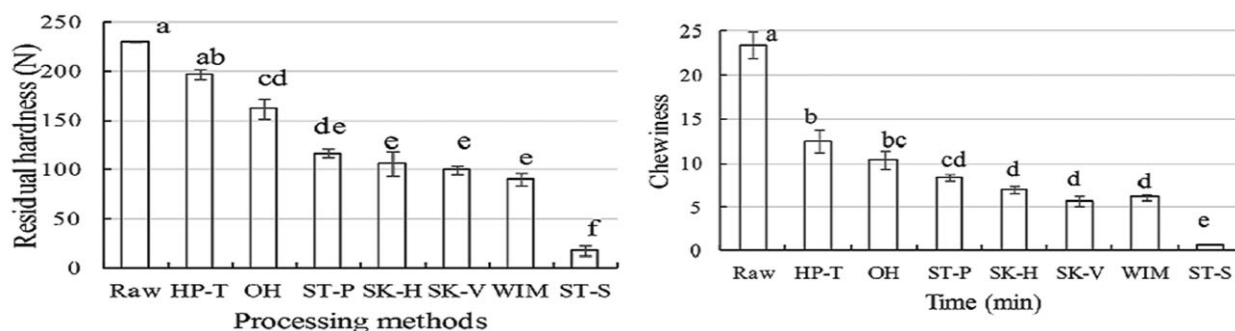 Residual hardness (N)
250
200
150
100
50
0
a
ab
cd
de
e
e
e
f
Raw HP-T OH ST-P SK-H SK-V WIM ST-S
Processing methods
Chewiness
25
20
15
10
5
0
a
b
bc
cd
d
d
d
e
Raw HP-T OH ST-P SK-H SK-V WIM ST-S
Time (min)